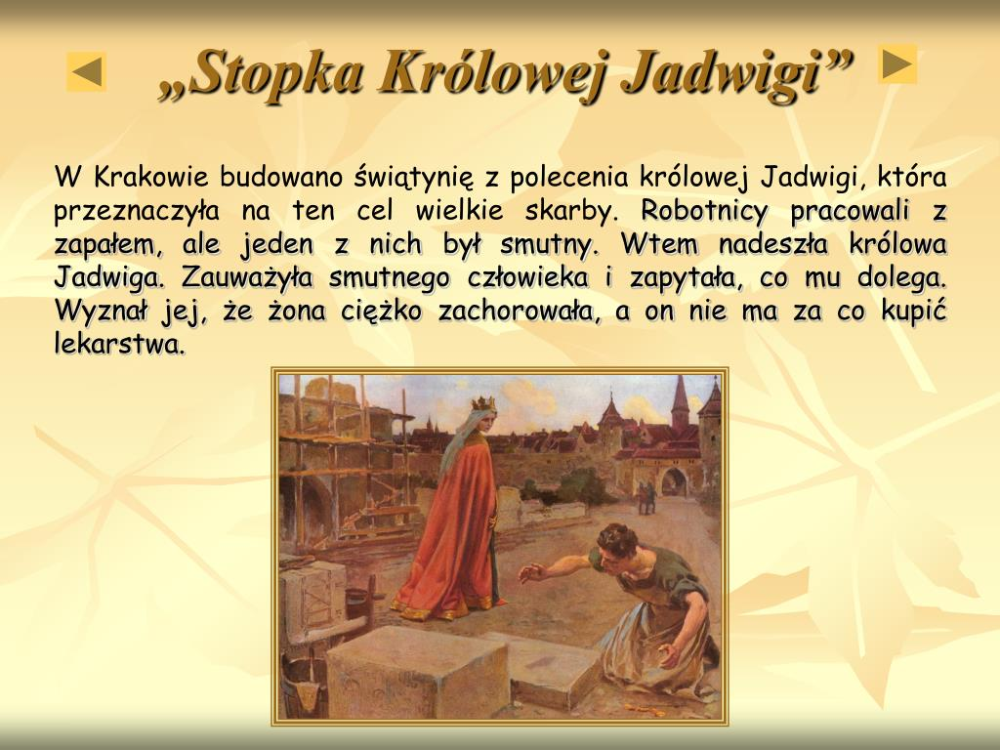 „Stopka Królowej Jadwigi”
W Krakowie budowano świątynię z polecenia królowej Jadwigi, która
przeznaczyła na ten cel wielkie skarby. Robotnicy pracowali z
zapałem, ale jeden z nich był smutny. Wtem nadeszła królowa
Jadwiga. Zauważyła smutnego człowieka i zapytała, co mu dolega.
Wyznał jej, że żona ciężko zachorowała, a on nie ma za co kupić
lekarstwa.